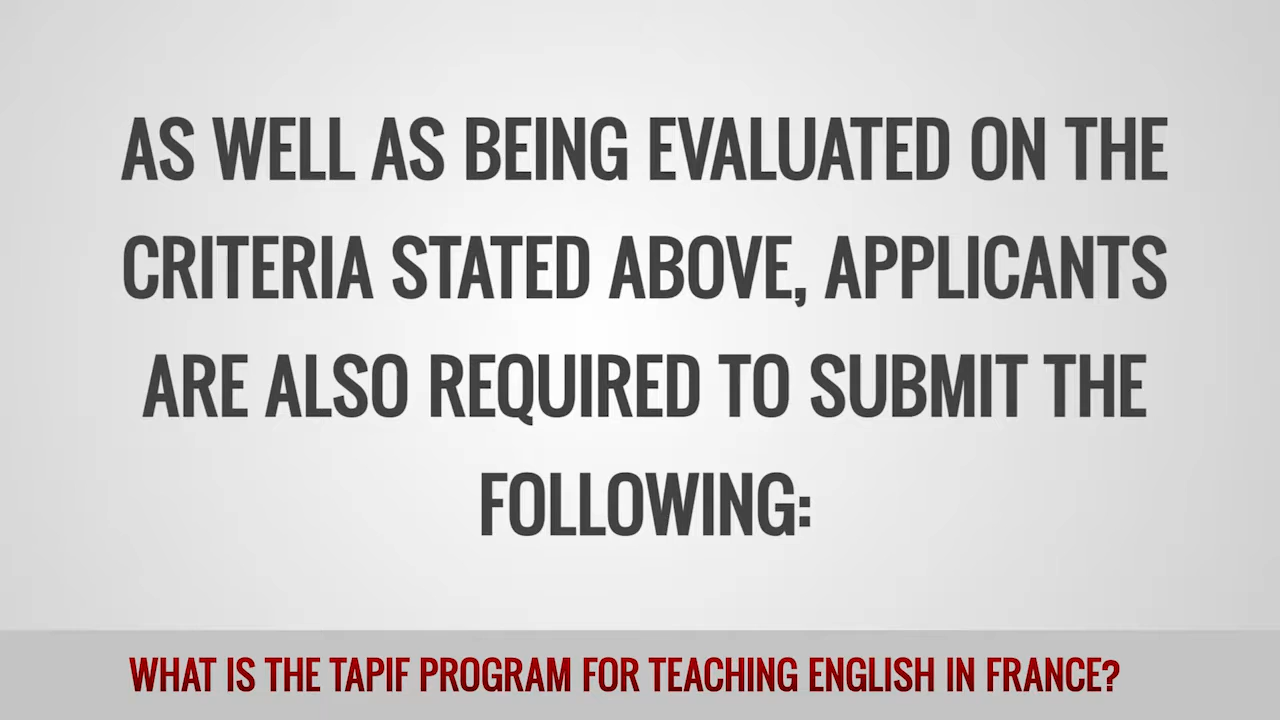 AS WELL AS BEING EVALUATED ON THE
CRITERIA STATED ABOVE, APPLICANTS
ARE ALSO REQUIRED TO SUBMIT THE
FOLLOWING:
WHAT IS THE TAPIF PROGRAM FOR TEACHING ENGLISH IN FRANCE?